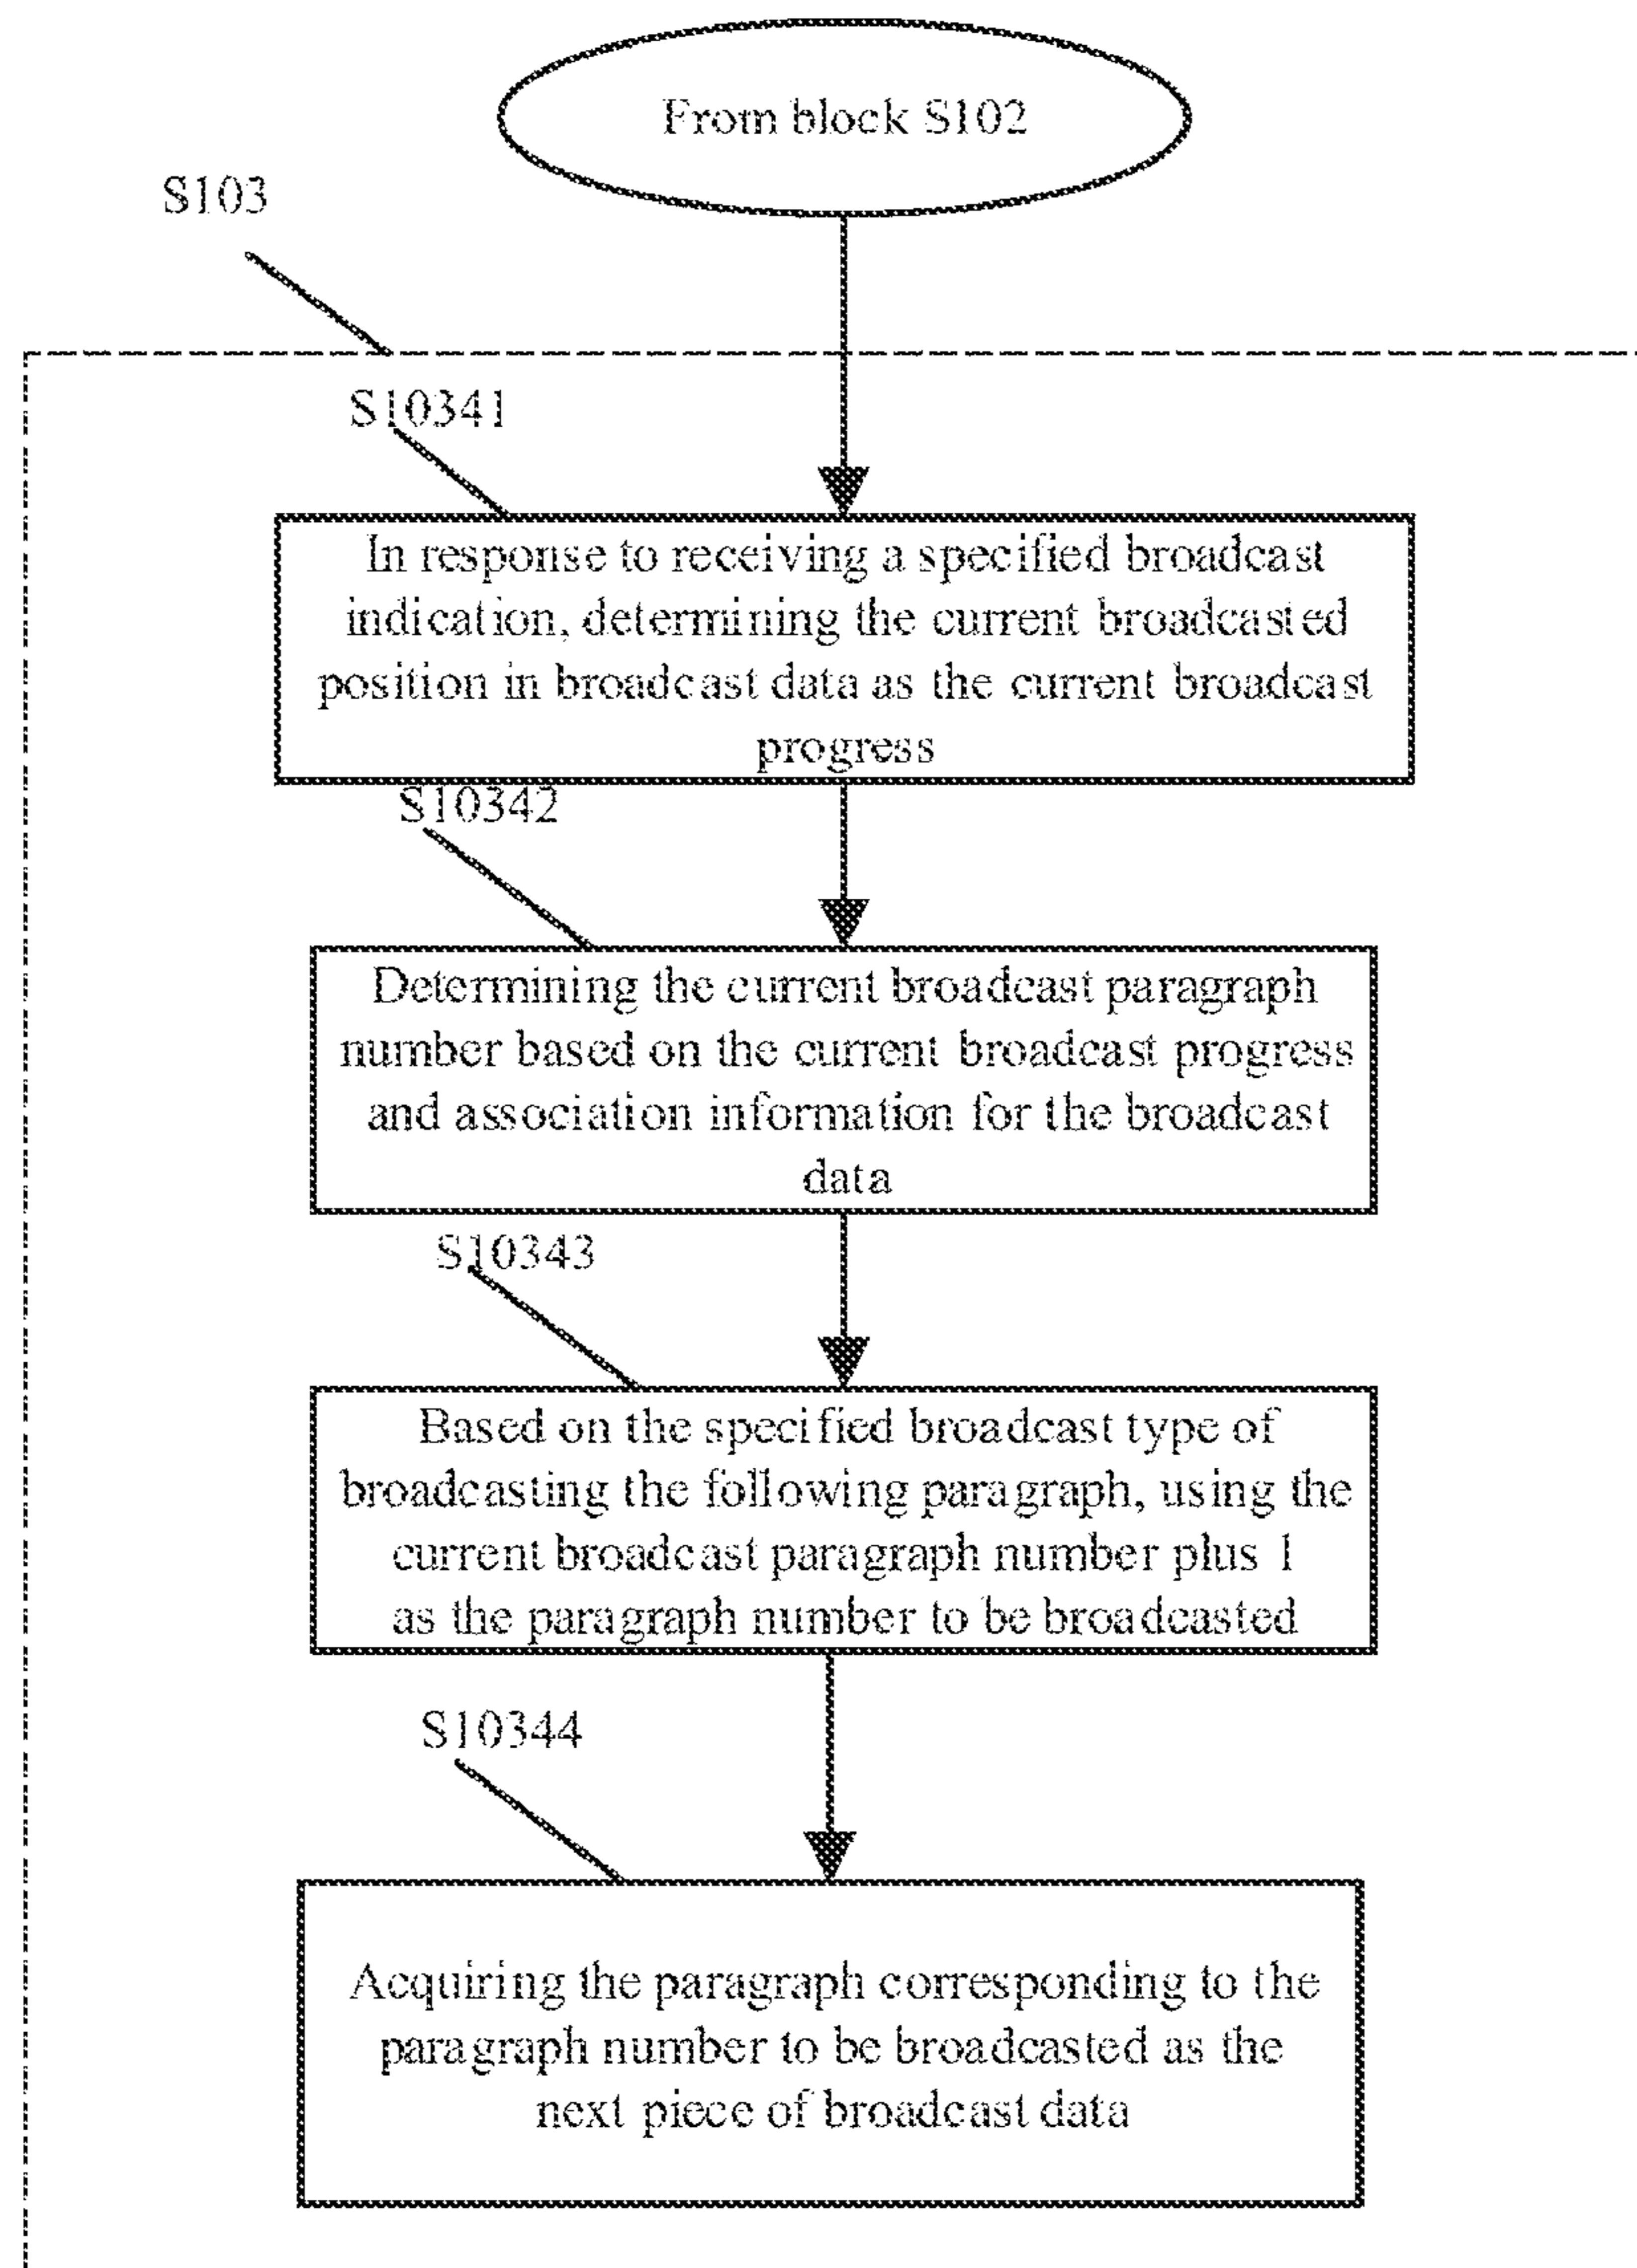 From block S102
S103
S10341
In response to receiving a specified broadcast
indication, determining the current broadcasted
position in broadcast data as the current broadcast
progress
S10342
Determining the current broadcast paragraph
number based on the current broadcast progress
and association information for the broadcast
data
S10343
Based on the specified broadcast type of
broadcasting the following paragraph, using the
current broadcast paragraph number plus 1
as the paragraph number to be broadcasted
S10344
Acquiring the paragraph corresponding to the
paragraph number to be broadcasted as the
next piece of broadcast data